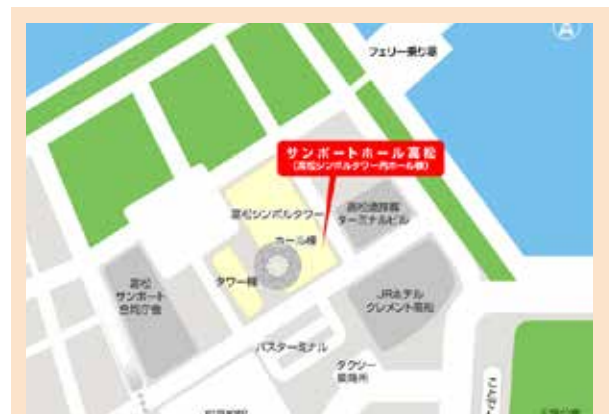 フェリー乗り場
サンポートホール高松
(高松シンボルタワー内ホール棟)
高松シンボルタワー
ホール棟
高松港旅客
ターミナルビル
タワー棟
高松
サンポート
合同庁舎
JRホテル
クレメント高松
バスターミナル
タクシー
乗降所